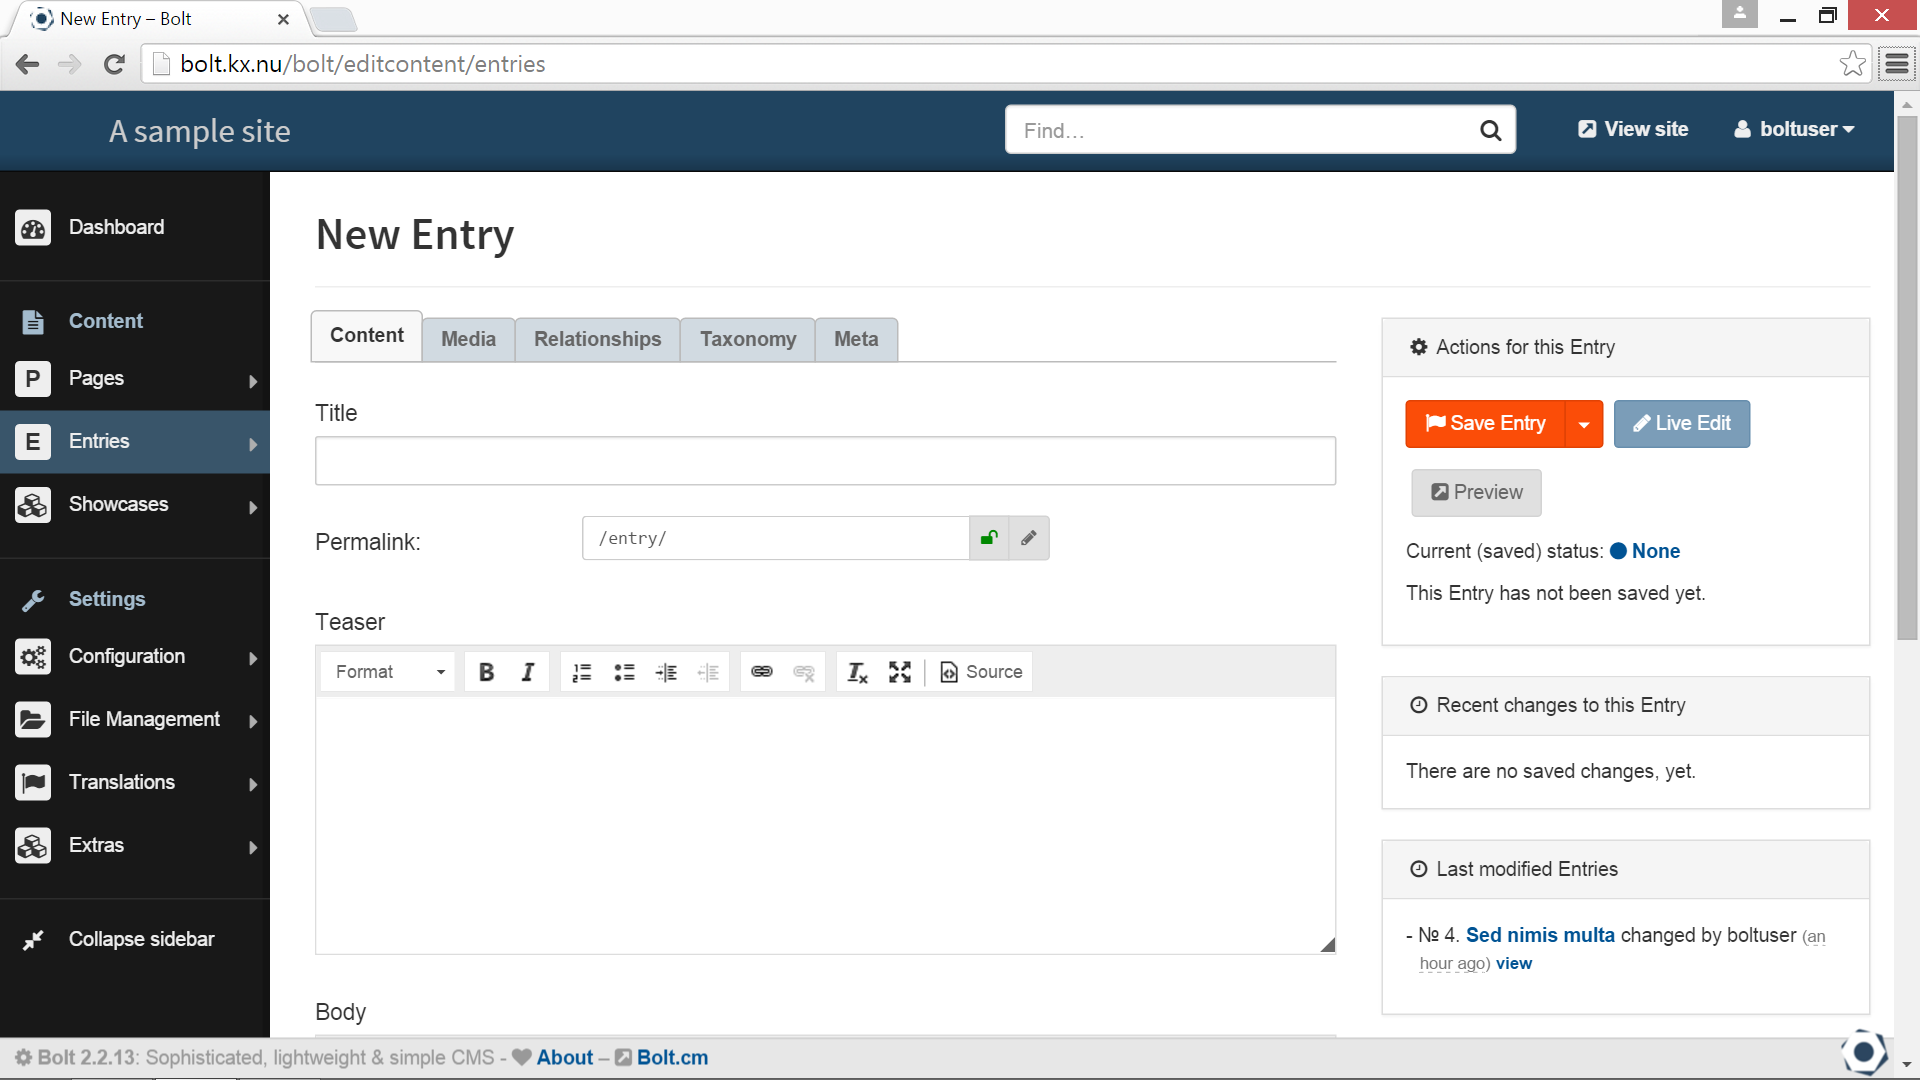 New Entry – Bolt
bolt.kx.nu/bolt/editcontent/entries
A sample site
Find...
View site
boltuser
Dashboard
Content
P Pages
E Entries
Showcases
Settings
Configuration
File Management
Translations
Extras
Collapse sidebar
New Entry
Content Media Relationships Taxonomy Meta
Title
Permalink: /entry/
Teaser
Format B I Source
Body
Actions for this Entry
Save Entry Live Edit
Preview
Current (saved) status: None
This Entry has not been saved yet.
Recent changes to this Entry
There are no saved changes, yet.
Last modified Entries
- № 4. Sed nimis multa changed by boltuser (an
hour ago) view
Bolt 2.2.13: Sophisticated, lightweight & simple CMS - About – Bolt.cm